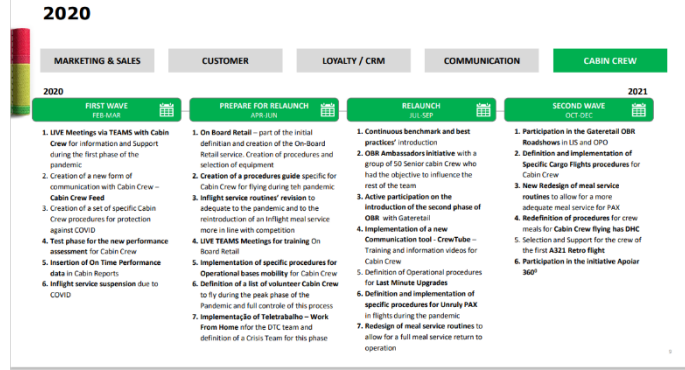 2020
MARKETING & SALES
CUSTOMER
LOYALTY / CRM
COMMUNICATION
CABIN CREW
2020
2021
FIRST WAVE
FEB-MAR
1. LIVE Meetings via TEAMS with Cabin
Crew for information and Support
during the first phase of the
pandemic
2. Creation of a new form of
communication with Cabin Crew –
Cabin Crew Feed
3. Creation of a set of specific Cabin
Crew procedures for protection
against COVID
4. Test phase for the new performance
assessment for Cabin Crew
5. Insertion of On Time Performance
data in Cabin Reports
6. Inflight service suspension due to
COVID
PREPARE FOR RELAUNCH
APR-JUN
1. On Board Retail – part of the initial
definition and creation of the On-Board
Retail service. Creation of procedures and
selection of equipment
2. Creation of a procedures guide specific for
Cabin Crew for flying during teh pandemic
3. Inflight service routines' revision to
adequate to the pandemic and to the
reintroduction of an Inflight meal service
more in line with competition
4. LIVE TEAMS Meetings for training On
Board Retail
5. Implementation of specific procedures for
Operational bases mobility for Cabin Crew
6. Definition of a list of volunteer Cabin Crew
to fly during the peak phase of the
Pandemic and full controle of this process
7. Implementação de Teletrabalho – Work
From Home nfor the DTC team and
definition of a Crisis Team for this phase
RELAUNCH
JUL-SEP
1. Continuous benchmark and best
practices' introduction
2. OBR Ambassadors initiative with a
group of 50 Senior cabin Crew who
had the objective to influence the
rest of the team
3. Active participation on the
introduction of the second phase of
OBR with Gateretail
4. Implementation of a new
Communication tool - CrewTube –
Training and information videos for
Cabin Crew
5. Definition of Operational procedures
for Last Minute Upgrades
6. Definition and implementation of
specific procedures for Unruly PAX
in flights during the pandemic
7. Redesign of meal service routines to
allow for a full meal service return to
operation
SECOND WAVE
OCT-DEC
1. Participation in the Gateretail OBR
Roadshows in LIS and OPO
2. Definition and implementation of
Specific Cargo Flights procedures for
Cabin Crew
3. New Redesign of meal service
routines to allow for a more
adequate meal service for PAX
4. Redefinition of procedures for crew
meals for Cabin Crew flying has DHC
5. Selection and Support for the crew of
the first A321 Retro flight
6. Participation in the initiative Apoiar
360º